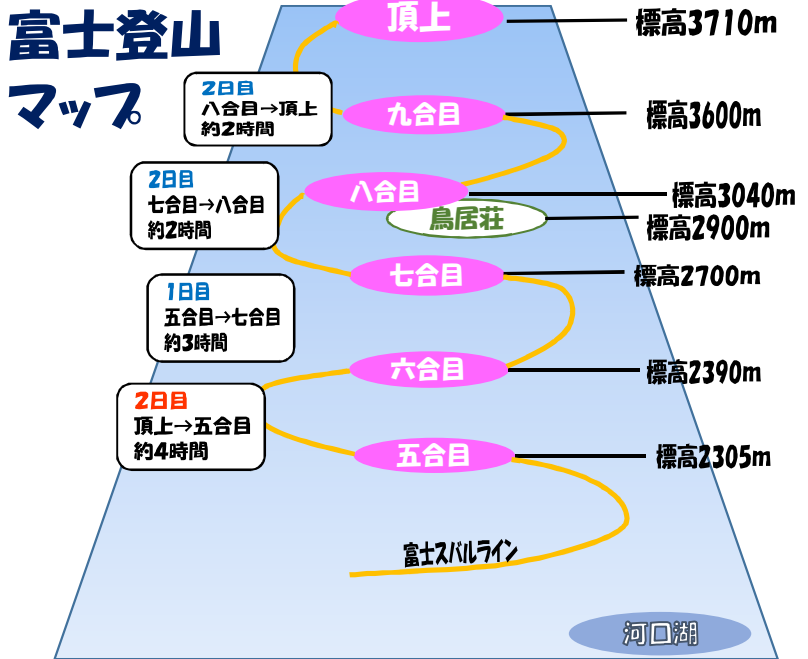 富士登山
マップ
頂上
標高3710m
2日目
八合目→頂上
約2時間
九合目
標高3600m
2日目
七合目→八合目
約2時間
八合目
標高3040m
鳥居荘
標高2900m
七合目
標高2700m
1日目
五合目→七合目
約3時間
六合目
標高2390m
2日目
頂上→五合目
約4時間
五合目
標高2305m
富士スバルライン
河口湖